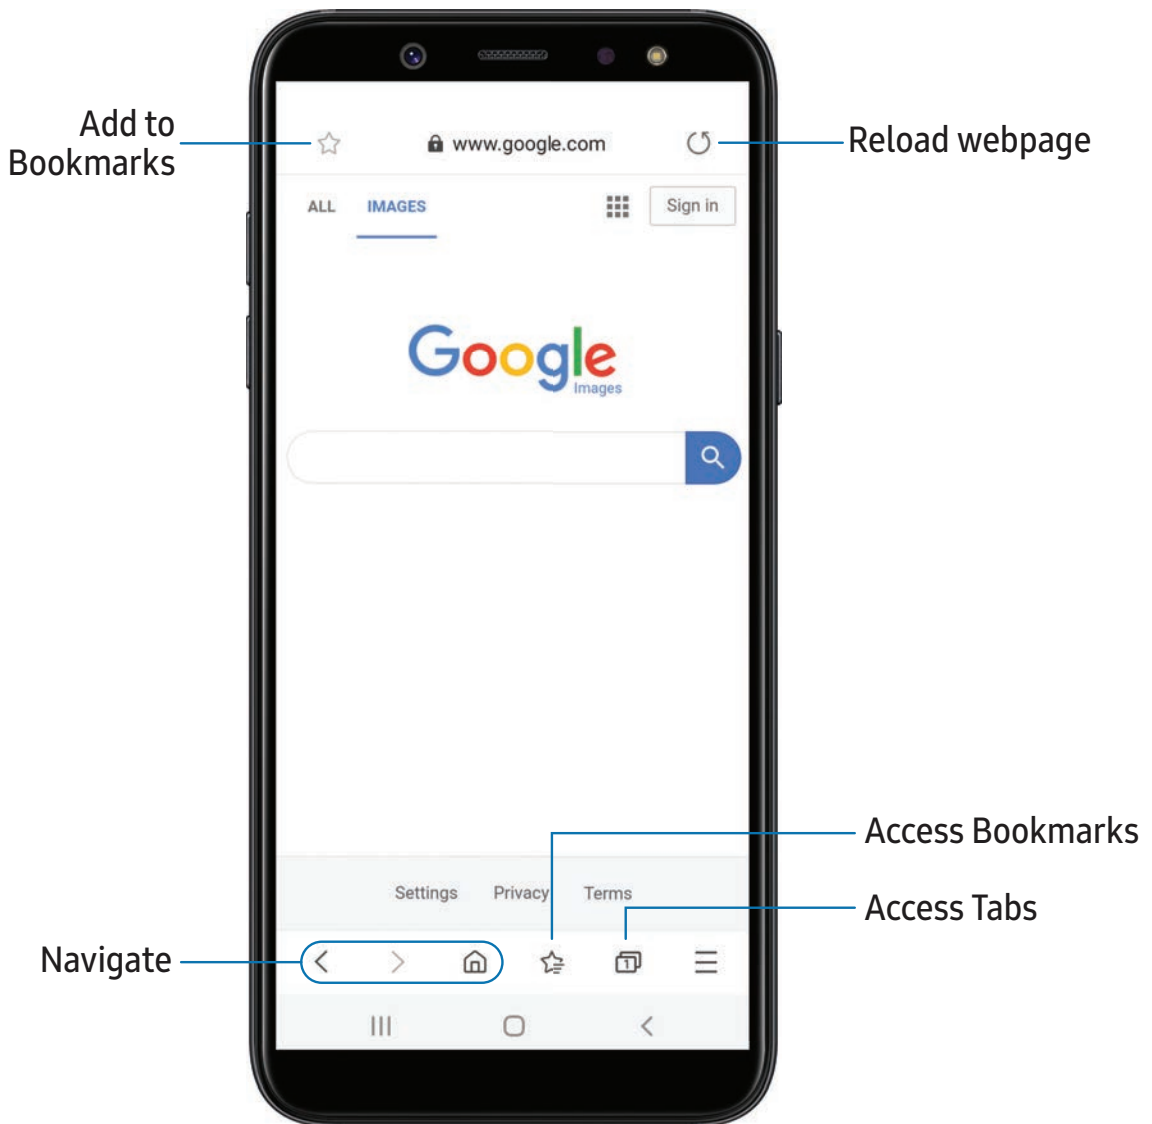 Add to
Bookmarks
www.google.com
Reload webpage
ALL IMAGES
Sign in
Google
Images
Access Bookmarks
Settings Privacy Terms
Access Tabs
Navigate
1